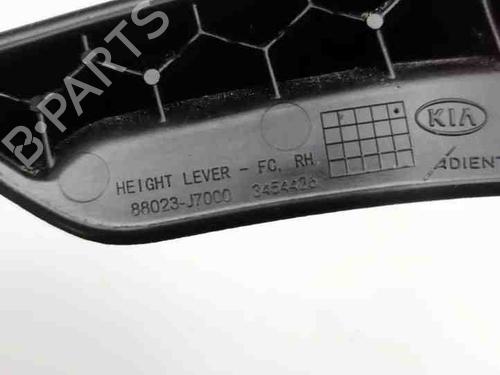 B-PARTS
KIA
HEIGHT LEVER - FC, RH
88023-J7000 3454426
ADIENT